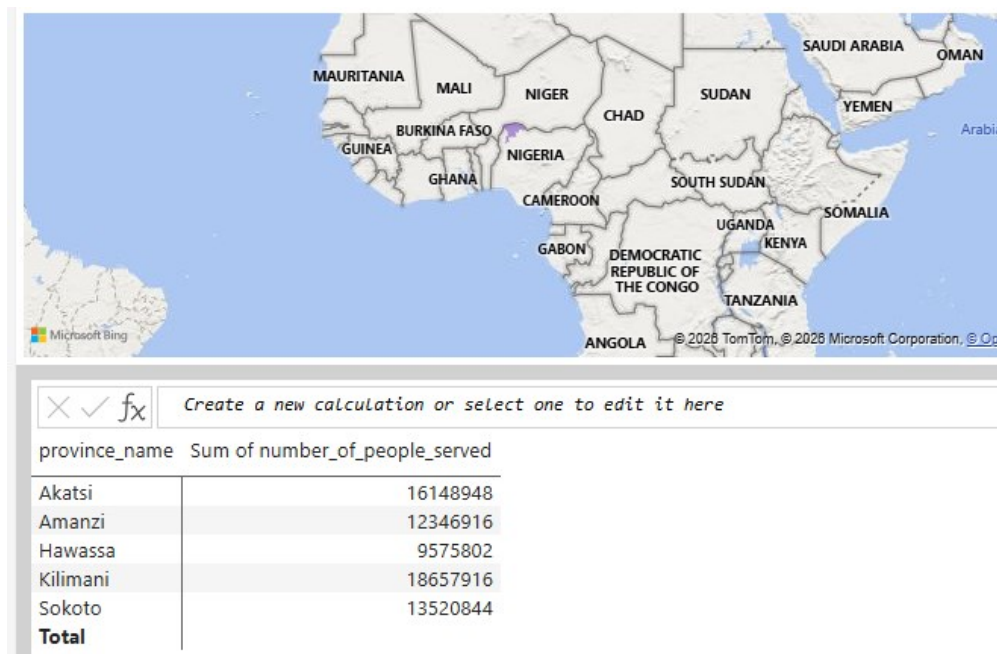 SAUDI ARABIA
OMAN
MAURITANIA
MALI
NIGER
CHAD
SUDAN
YEMEN
BURKINA FASO
GUINEA
NIGERIA
GHANA
CAMEROON
SOUTH SUDAN
SOMALIA
UGANDA
KENYA
GABON
DEMOCRATIC
REPUBLIC OF
THE CONGO
TANZANIA
ANGOLA
Arabi
Microsoft Bing
© 2026 TomTom, © 2026 Microsoft Corporation, © Op
fx Create a new calculation or select one to edit it here
province_name Sum of number_of_people_served
Akatsi 16148948
Amanzi 12346916
Hawassa 9575802
Kilimani 18657916
Sokoto 13520844
Total